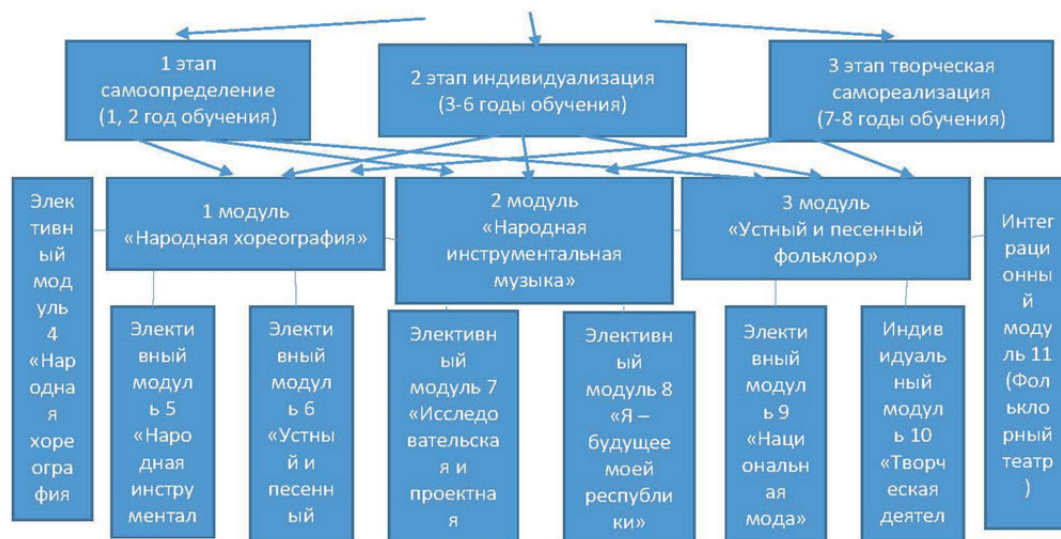 1 этап
самоопределение
(1, 2 год обучения)
2 этап индивидуализация
(3-6 годы обучения)
3 этап творческая
самореализация
(7-8 годы обучения)
Элек
тивн
ый
мод
уль
4
«Нар
одна
я
хоре
огра
фия
1 модуль
«Народная хореография»
2 модуль
«Народная
инструментальная
музыка»
3 модуль
«Устный и песенный
фольклор»
Интег
рацио
нны
й
моду
ль 11
(Фол
ькло
рный
театр
)
Электи
вный
модул
ь 5
«Наро
дная
инстру
ментал
Электи
вный
модул
ь 6
«Устны
й и
песенн
ый
Элективн
ый
модуль 7
«Исследо
вательска
я и
проектна
я
Элективн
ый
модуль 8
«Я –
будущее
моей
республи
ки»
Электи
вный
модул
ь 9
«Наци
ональн
ая
мода»
Индив
идуаль
ный
модул
ь 10
«Творч
еская
деятел